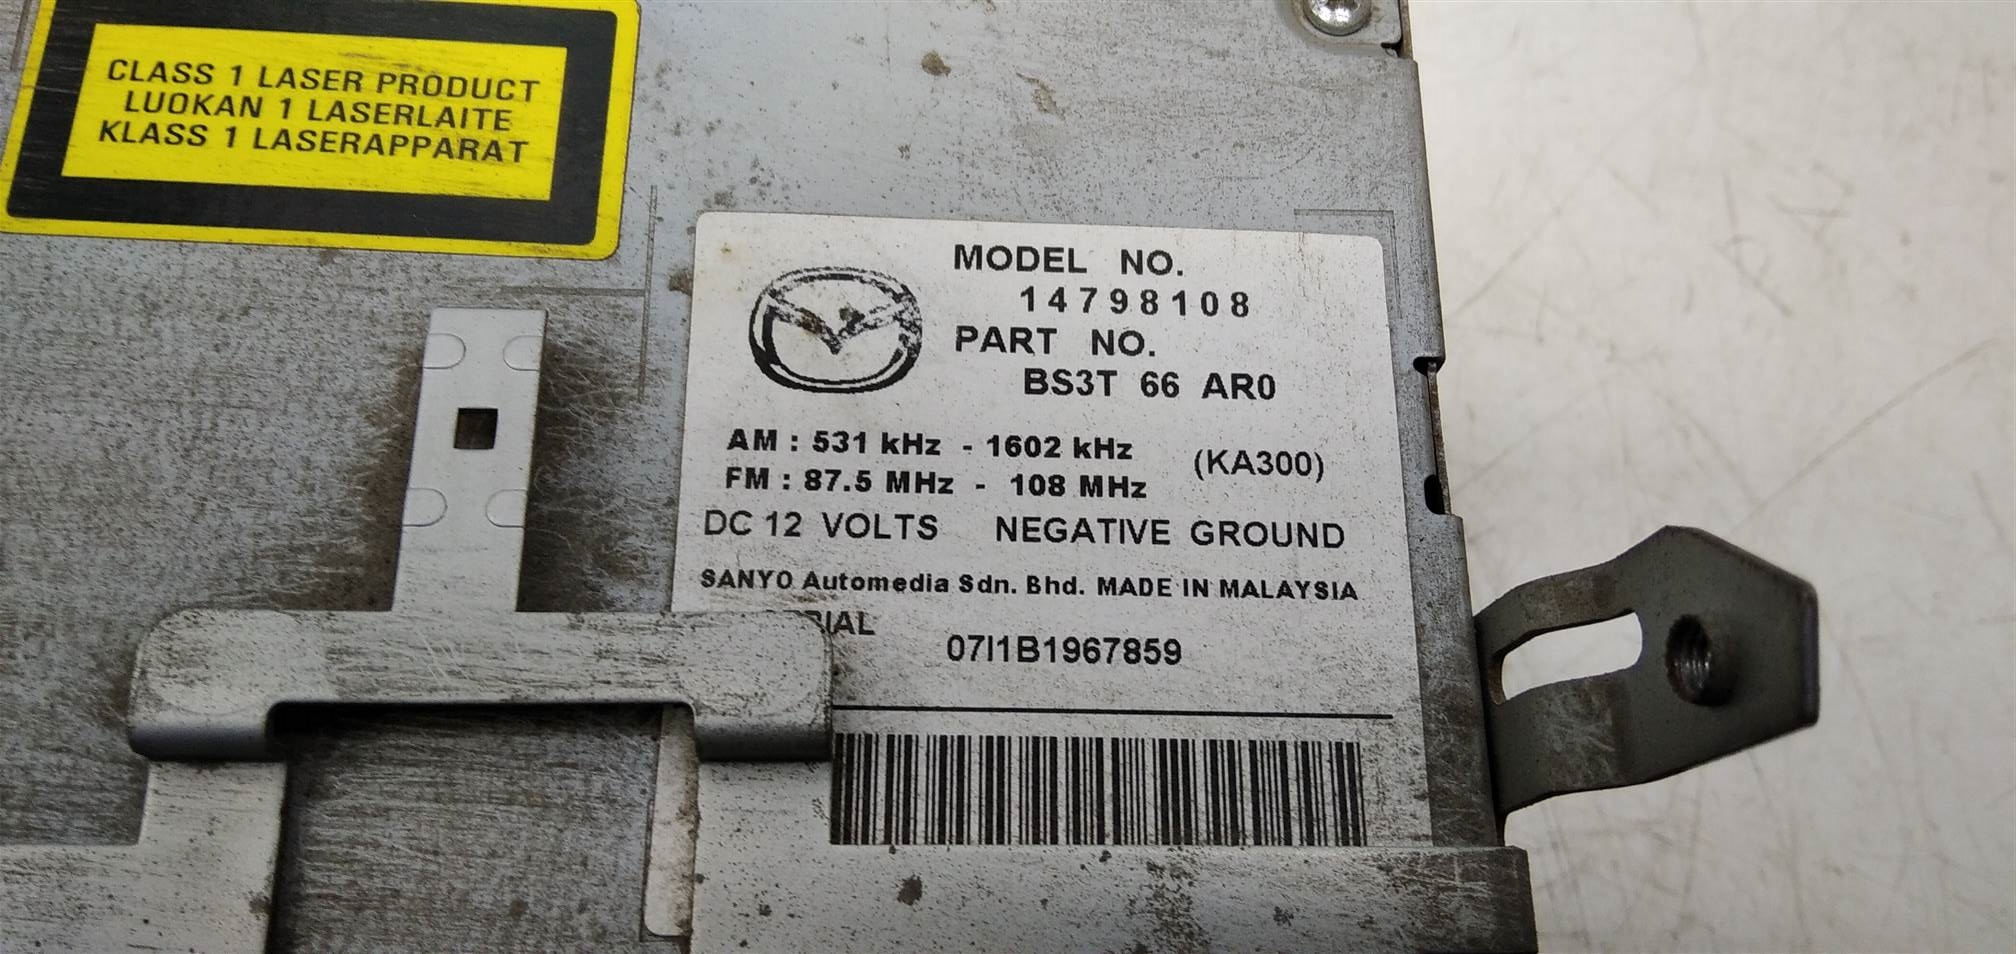 CLASS 1 LASER PRODUCT
LUOKAN 1 LASERLAITE
KLASS 1 LASERAPPARAT
MODEL NO.
14798108
PART NO.
BS3T 66 AR0
AM : 531 kHz - 1602 kHz
(KA300)
FM : 87.5 MHz - 108 MHz
DC 12 VOLTS NEGATIVE GROUND
SANYO Automedia Sdn. Bhd. MADE IN MALAYSIA
07I1B1967859